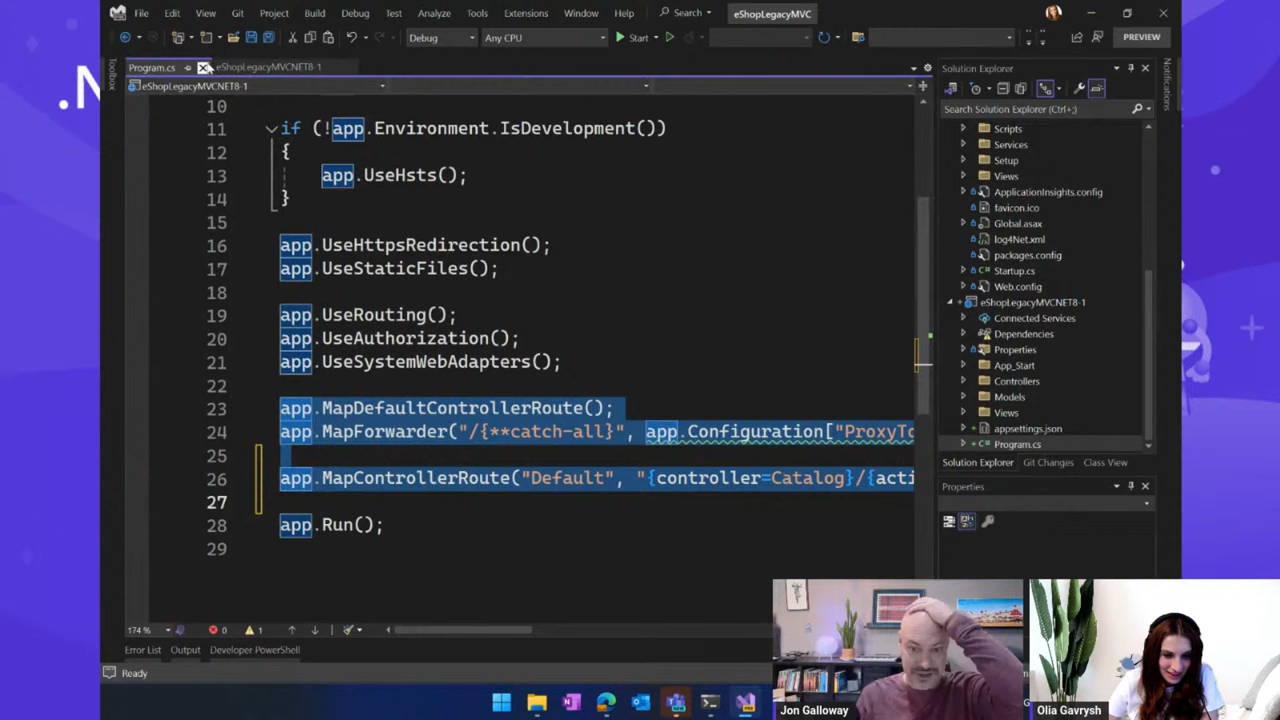 .N
File Edit View Git Project Build Debug Test Analyze Tools Extensions Window Help Search eShopLegacyMVC
Debug Any CPU Start PREVIEW
Toolbox
Program.cs eShopLegacyMVCNET8-1
eShopLegacyMVCNET8-1
10
11 if (!app.Environment.IsDevelopment())
12 {
13 app.UseHsts();
14 }
15
16 app.UseHttpsRedirection();
17 app.UseStaticFiles();
18
19 app.UseRouting();
20 app.UseAuthorization();
21 app.UseSystemWebAdapters();
22
23 app.MapDefaultControllerRoute();
24 app.MapForwarder("/{**catch-all}", app.Configuration["ProxyTo
25
26 app.MapControllerRoute("Default", "{controller=Catalog}/{acti
27
28 app.Run();
29
174 % 0 1
Error List Output Developer PowerShell
Ready
Solution Explorer
Search Solution Explorer (Ctrl+;)
Scripts
Services
Setup
Views
ApplicationInsights.config
favicon.ico
Global.asax
log4Net.xml
packages.config
Startup.cs
Web.config
eShopLegacyMVCNET8-1
Connected Services
Dependencies
Properties
App_Start
Controllers
Models
Views
appsettings.json
Program.cs
Solution Explorer Git Changes Class View
Properties
Notifications
Jon Galloway
Olia Gavrysh